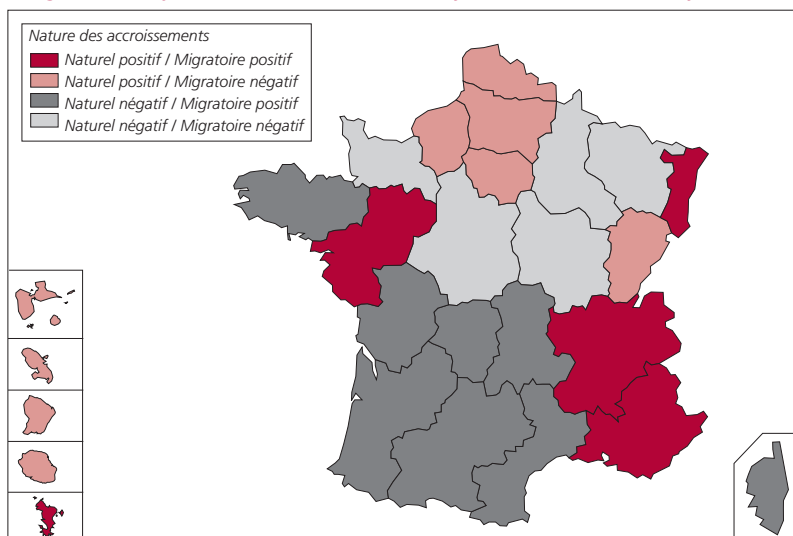 Nature des accroissements
Naturel positif / Migratoire positif
Naturel positif / Migratoire négatif
Naturel négatif / Migratoire positif
Naturel négatif / Migratoire négatif